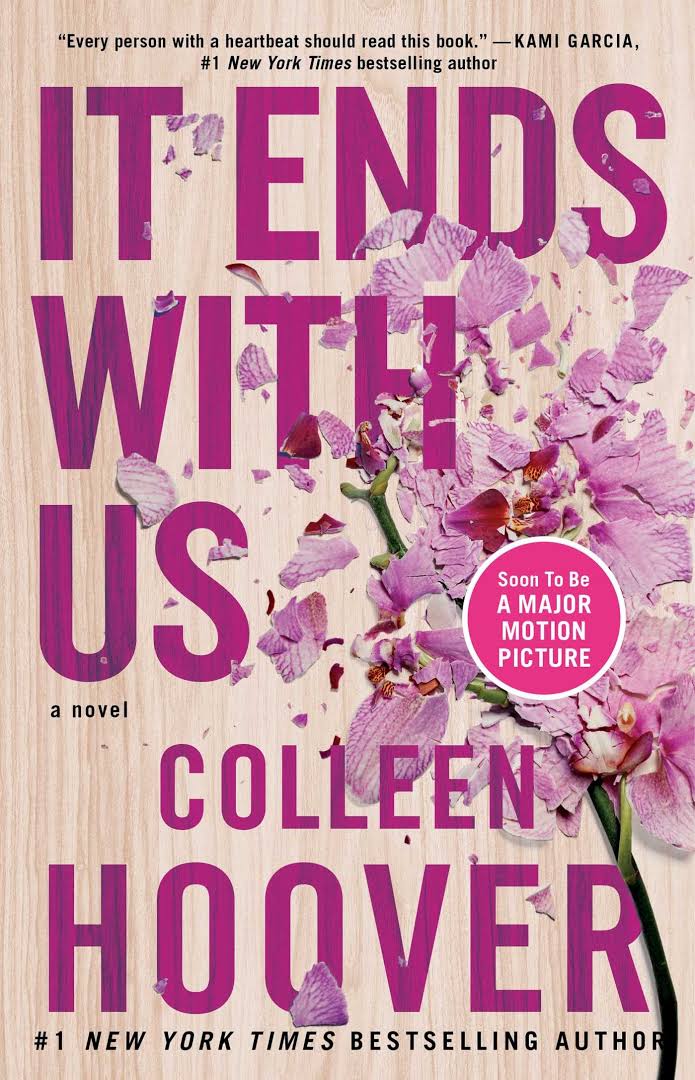 “Every person with a heartbeat should read this book.” —KAMI GARCIA,
#1 New York Times bestselling author
IT ENDS
WITH
US
Soon To Be
A MAJOR
MOTION
PICTURE
a novel
COLLEEN
HOOVER
#1 NEW YORK TIMES BESTSELLING AUTHOR